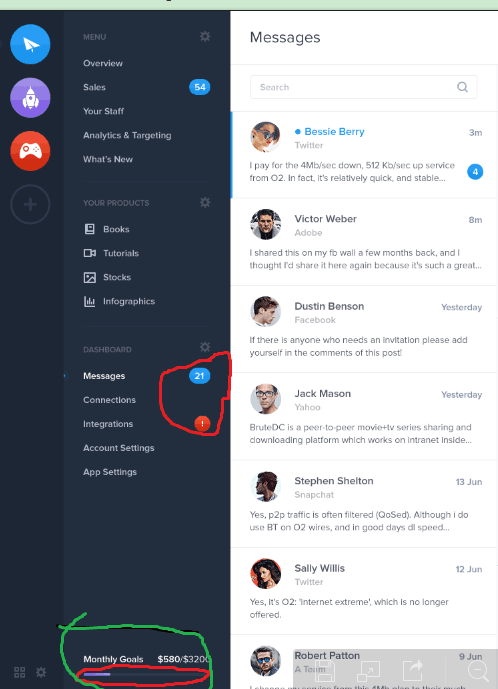 MENU
Overview
Sales 54
Your Staff
Analytics & Targeting
What's New
YOUR PRODUCTS
Books
Tutorials
Stocks
Infographics
DASHBOARD
Messages 21
Connections
Integrations !
Account Settings
App Settings
Monthly Goals $580/$3200
Messages
Search
Bessie Berry 3m
Twitter
I pay for the 4Mb/sec down, 512 Kb/sec up service
from O2. In fact, it's relatively quick, and stable... 4
Victor Weber 8m
Adobe
I shared this on my fb wall a few months back, and I
thought I'd share it here again because it's such a great...
Dustin Benson Yesterday
Facebook
If there is anyone who needs an invitation please add
yourself in the comments of this post!
Jack Mason Yesterday
Yahoo
BruteDC is a peer-to-peer movie+tv series sharing and
downloading platform which works on intranet inside...
Stephen Shelton 13 Jun
Snapchat
Yes, p2p traffic is often filtered (QoSed). Although i do
use BT on O2 wires, and in good days dl speed...
Sally Willis 12 Jun
Twitter
Yes, it's O2: 'Internet extreme', which is no longer
offered.
Robert Patton
A Team